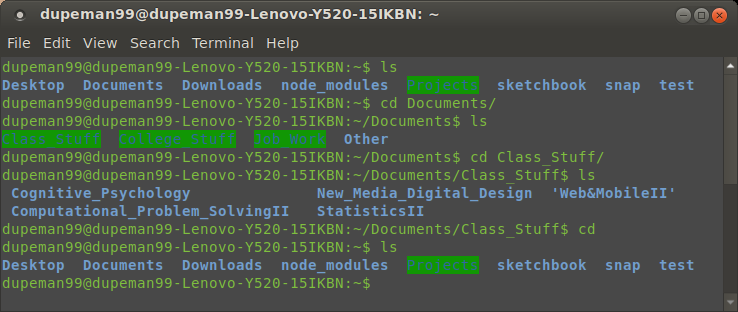 dupeman99@dupeman99-Lenovo-Y520-15IKBN: ~
File Edit View Search Terminal Help
dupeman99@dupeman99-Lenovo-Y520-15IKBN:~$ ls
Desktop Documents Downloads node_modules Projects sketchbook snap test
dupeman99@dupeman99-Lenovo-Y520-15IKBN:~$ cd Documents/
dupeman99@dupeman99-Lenovo-Y520-15IKBN:~/Documents$ ls
Class_Stuff College_Stuff Job_Work Other
dupeman99@dupeman99-Lenovo-Y520-15IKBN:~/Documents$ cd Class_Stuff/
dupeman99@dupeman99-Lenovo-Y520-15IKBN:~/Documents/Class_Stuff$ ls
Cognitive_Psychology New_Media_Digital_Design 'Web&MobileII'
Computational_Problem_SolvingII StatisticsII
dupeman99@dupeman99-Lenovo-Y520-15IKBN:~/Documents/Class_Stuff$ cd
dupeman99@dupeman99-Lenovo-Y520-15IKBN:~$ ls
Desktop Documents Downloads node_modules Projects sketchbook snap test
dupeman99@dupeman99-Lenovo-Y520-15IKBN:~$